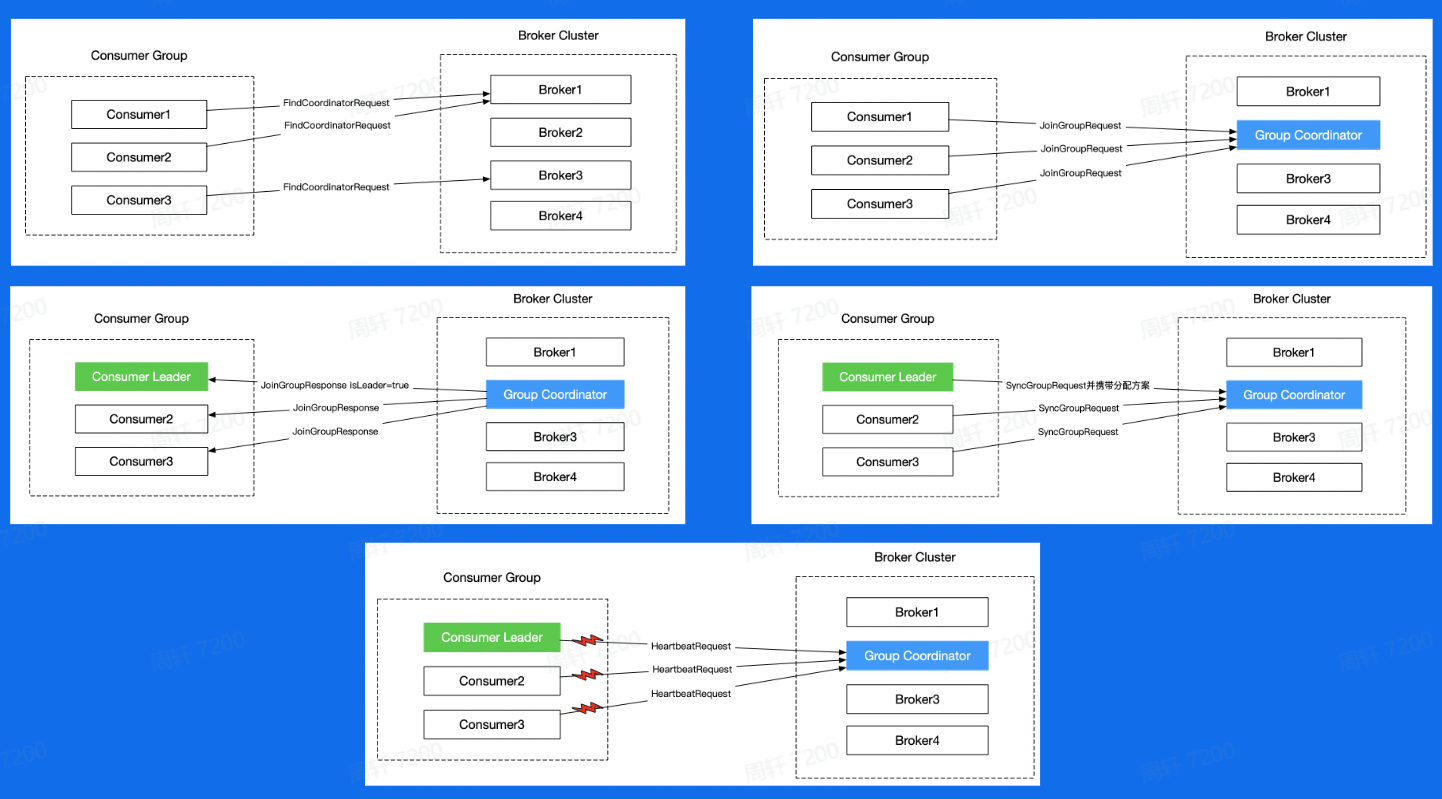 Consumer Group
Broker Cluster
Consumer1
Consumer2
Consumer3
FindCoordinatorRequest
FindCoordinatorRequest
FindCoordinatorRequest
Broker1
Broker2
Broker3
Broker4
Consumer Group
Broker Cluster
Consumer1
Consumer2
Consumer3
JoinGroupRequest
JoinGroupRequest
JoinGroupRequest
Broker1
Group Coordinator
Broker3
Broker4
Consumer Group
Broker Cluster
Consumer Leader
Consumer2
Consumer3
JoinGroupResponse isLeader=true
JoinGroupResponse
JoinGroupResponse
Broker1
Group Coordinator
Broker3
Broker4
Consumer Group
Broker Cluster
Consumer Leader
Consumer2
Consumer3
SyncGroupRequest并携带分配方案
SyncGroupRequest
SyncGroupRequest
Broker1
Group Coordinator
Broker3
Broker4
Consumer Group
Broker Cluster
Consumer Leader
Consumer2
Consumer3
HeartbeatRequest
HeartbeatRequest
HeartbeatRequest
Broker1
Group Coordinator
Broker3
Broker4
周轩 7200